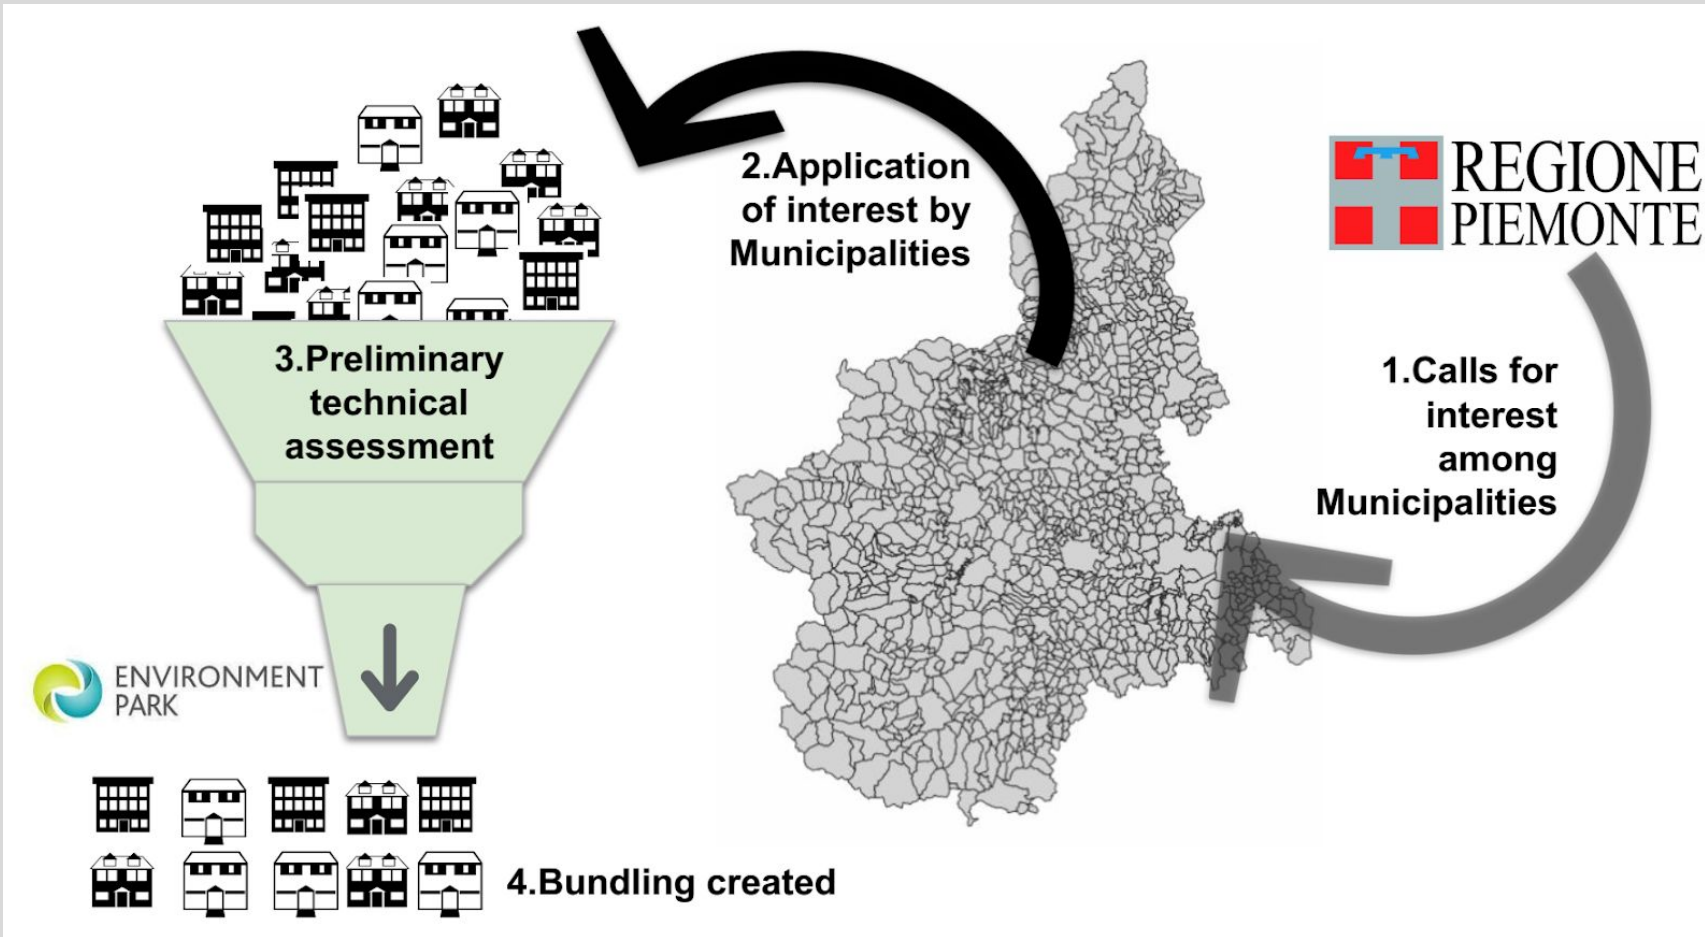 REGIONE
PIEMONTE
1.Calls for
interest
among
Municipalities
2.Application
of interest by
Municipalities
3.Preliminary
technical
assessment
ENVIRONMENT
PARK
4.Bundling created